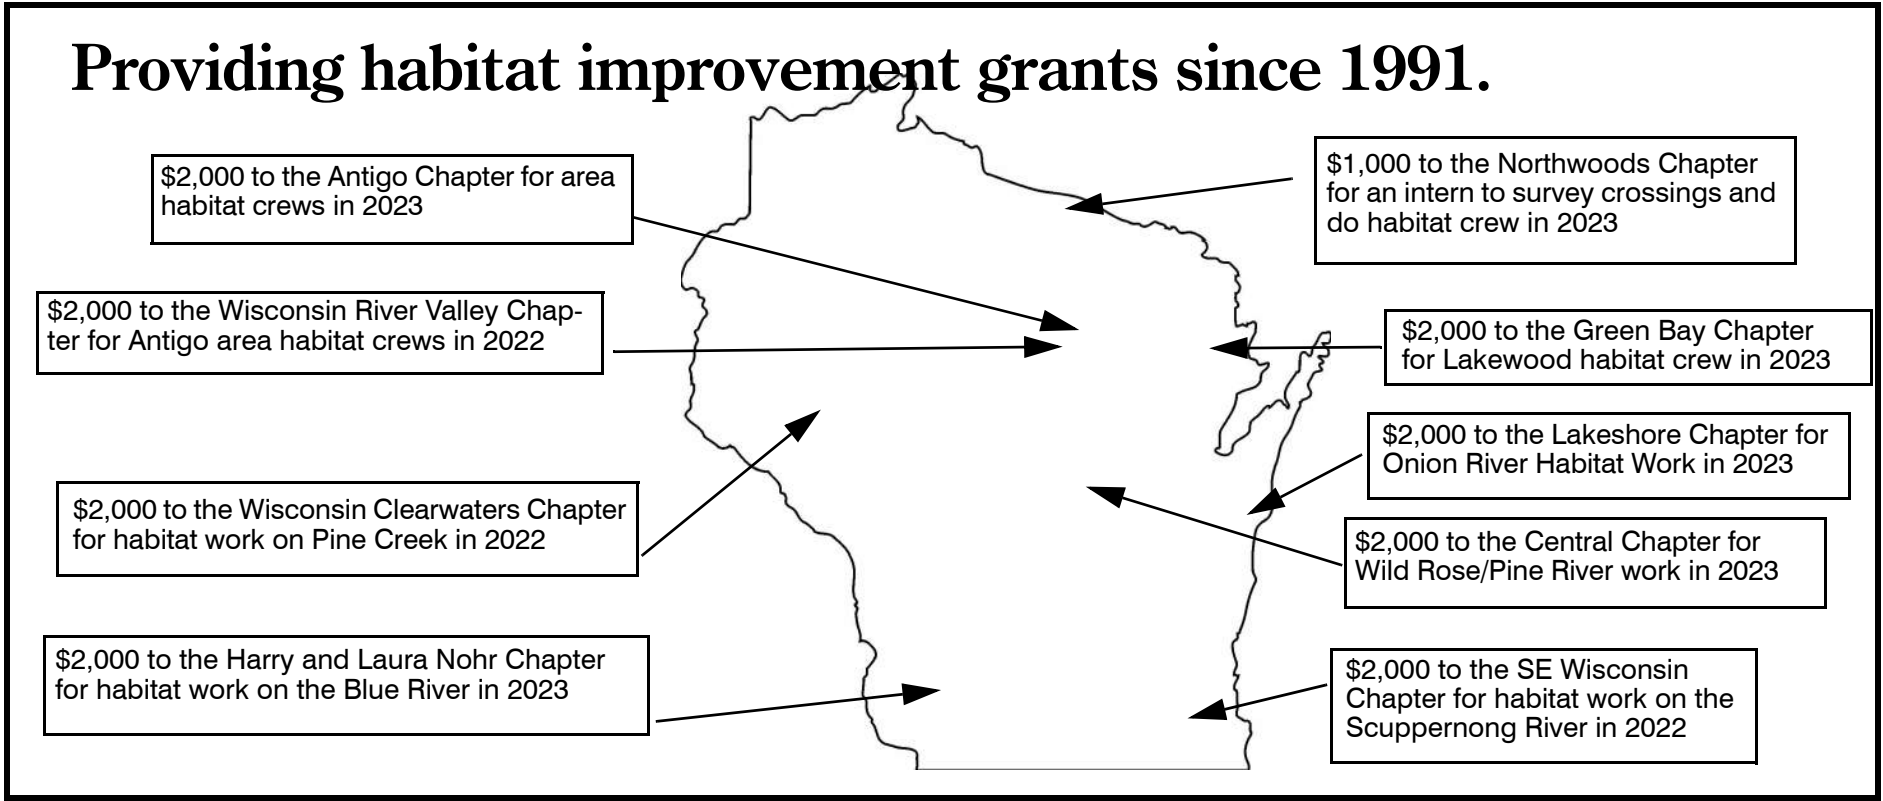 Providing habitat improvement grants since 1991.
$2,000 to the Antigo Chapter for area
habitat crews in 2023
$2,000 to the Wisconsin River Valley Chap-
ter for Antigo area habitat crews in 2022
$2,000 to the Wisconsin Clearwaters Chapter
for habitat work on Pine Creek in 2022
$2,000 to the Harry and Laura Nohr Chapter
for habitat work on the Blue River in 2023
$1,000 to the Northwoods Chapter
for an intern to survey crossings and
do habitat crew in 2023
$2,000 to the Green Bay Chapter
for Lakewood habitat crew in 2023
$2,000 to the Lakeshore Chapter for
Onion River Habitat Work in 2023
$2,000 to the Central Chapter for
Wild Rose/Pine River work in 2023
$2,000 to the SE Wisconsin
Chapter for habitat work on the
Scuppernong River in 2022